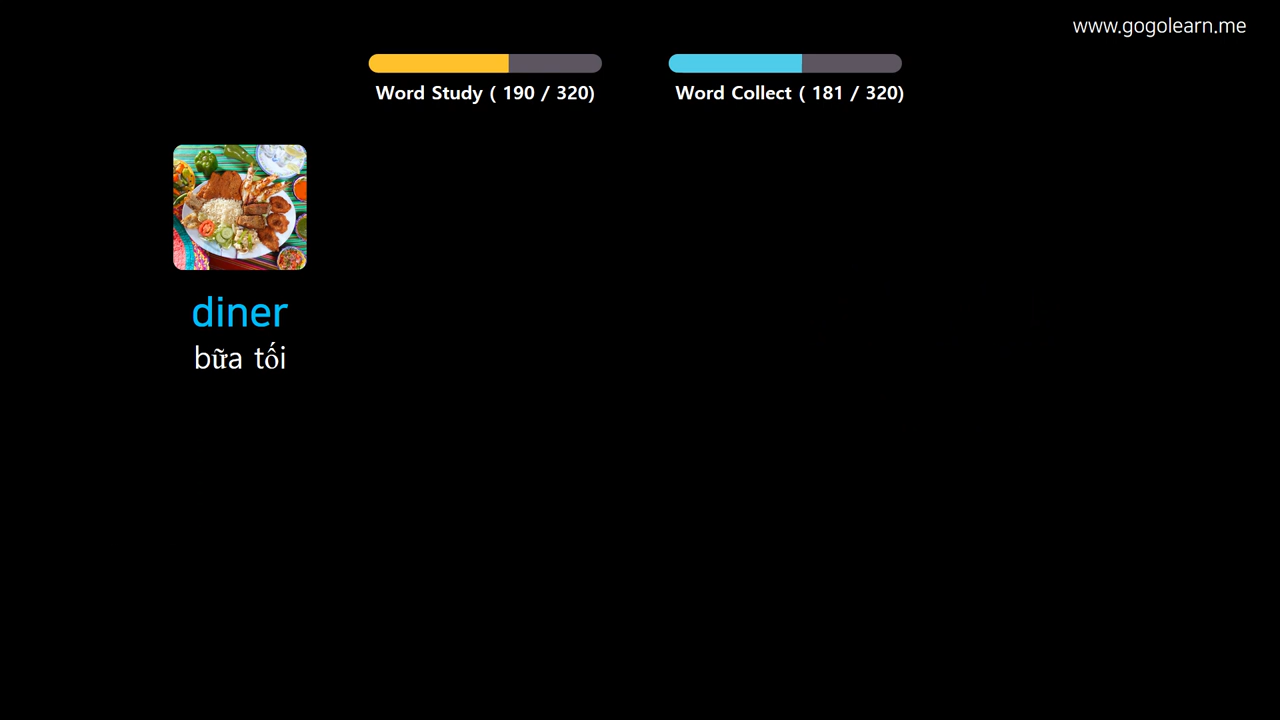 www.gogolearn.me
Word Study ( 190 / 320)
Word Collect ( 181 / 320)
diner
bữa tối